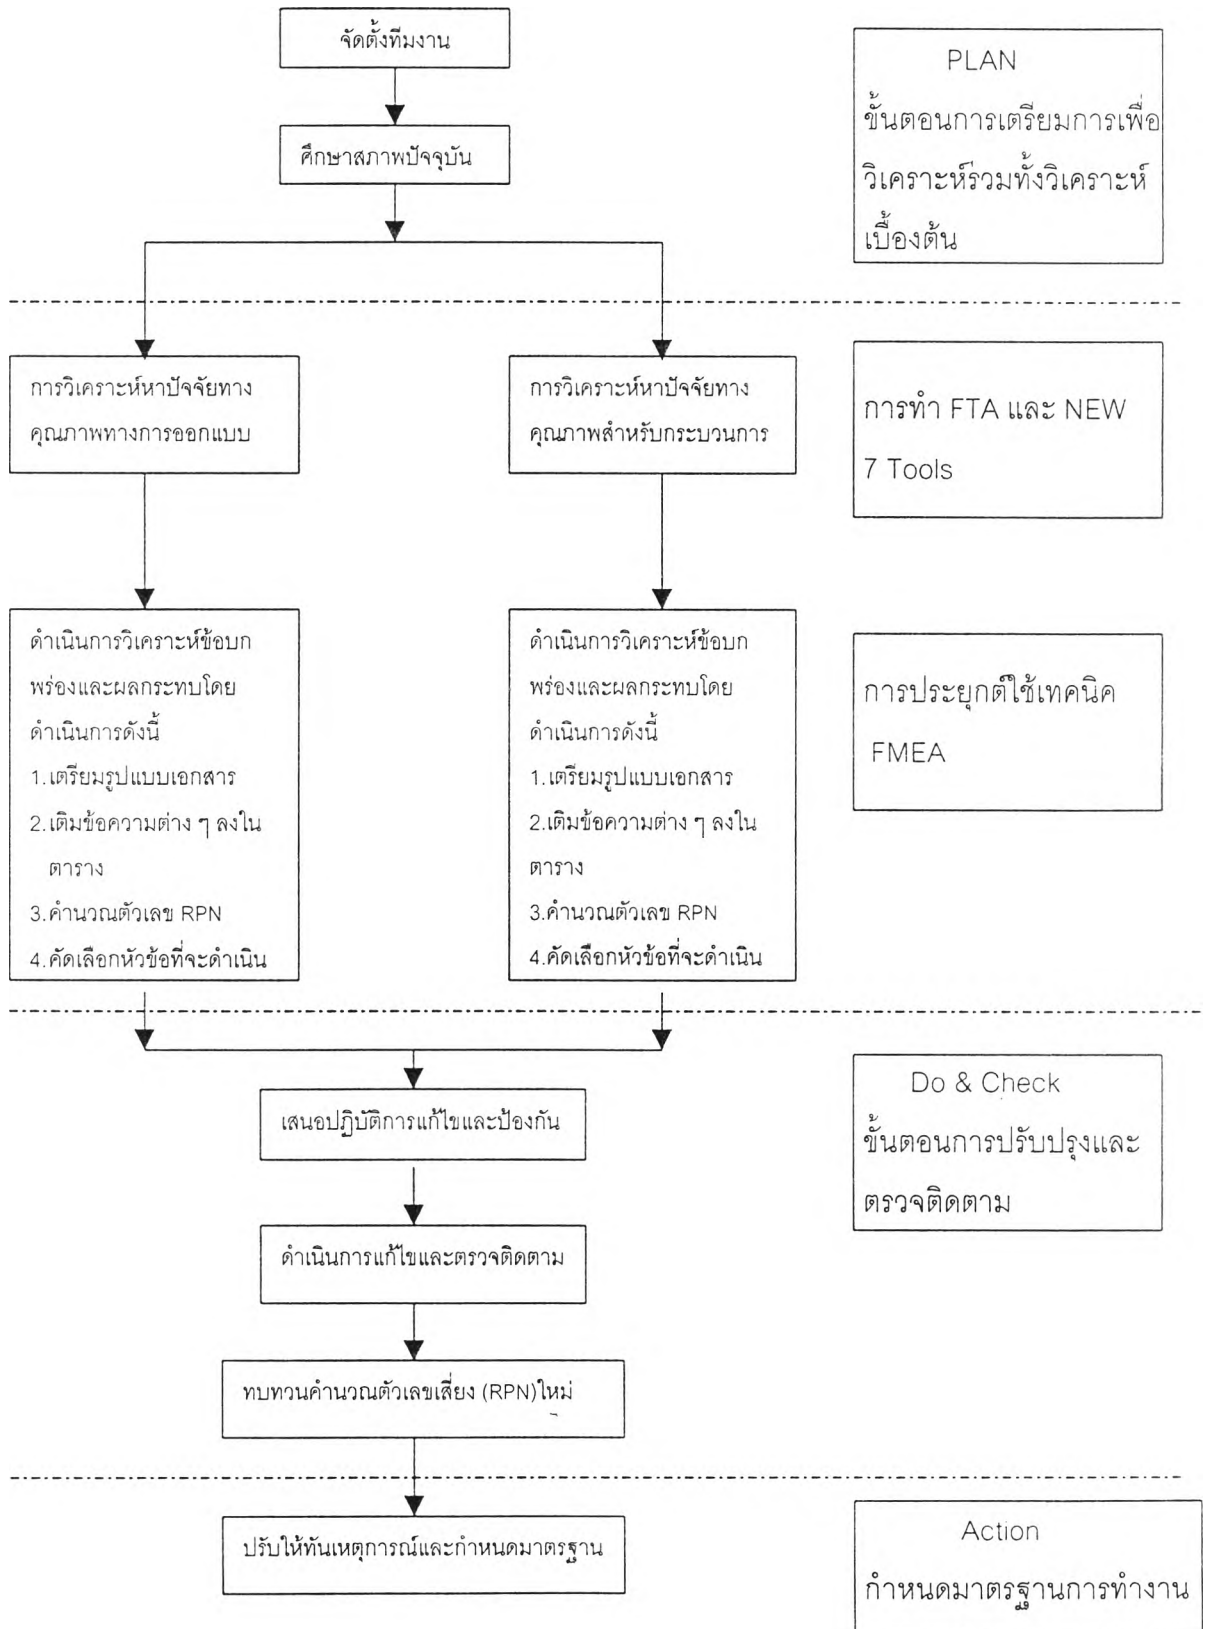 จัดตั้งทีมงาน
PLAN
ขั้นตอนการเตรียมการเพื่อ
วิเคราะห์รวมทั้งวิเคราะห์
เบื้องต้น
ศึกษาสภาพปัจจุบัน
การวิเคราะห์หาปัจจัยทาง
คุณภาพทางการออกแบบ
การวิเคราะห์หาปัจจัยทาง
คุณภาพสำหรับกระบวนการ
การทำ FTA และ NEW
7 Tools
ดำเนินการวิเคราะห์ข้อบก
พร่องและผลกระทบโดย
ดำเนินการดังนี้
1.เตรียมรูปแบบเอกสาร
2.เติมข้อความต่าง ๆ ลงใน
ตาราง
3.คำนวณตัวเลข RPN
4.คัดเลือกหัวข้อที่จะดำเนิน
ดำเนินการวิเคราะห์ข้อบก
พร่องและผลกระทบโดย
ดำเนินการดังนี้
1.เตรียมรูปแบบเอกสาร
2.เติมข้อความต่าง ๆ ลงใน
ตาราง
3.คำนวณตัวเลข RPN
4.คัดเลือกหัวข้อที่จะดำเนิน
การประยุกต์ใช้เทคนิค
FMEA
เสนอปฏิบัติการแก้ไขและป้องกัน
Do & Check
ขั้นตอนการปรับปรุงและ
ตรวจติดตาม
ดำเนินการแก้ไขและตรวจติดตาม
ทบทวนคำนวณตัวเลขเสี่ยง (RPN)ใหม่
ปรับให้ทันเหตุการณ์และกำหนดมาตรฐาน
Action
กำหนดมาตรฐานการทำงาน